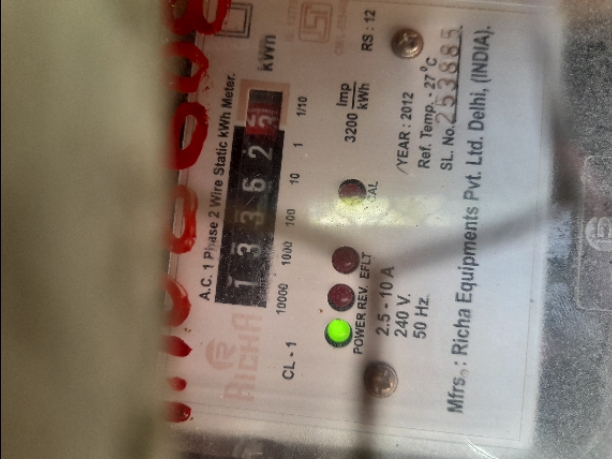 A.C. 1 Phase 2 Wire Static kWh Meter.
1 3 3 6 2 3
kWh
10000 1000 100 10 1 1/10
RICHA
CL - 1
3200 Imp/kWh
RS : 12
POWER REV. EFLT
CAL
2.5 - 10 A
240 V.
50 Hz.
YEAR : 2012
Ref. Temp. - 27 °C
SL. No. 253885
Mfrs. : Richa Equipments Pvt. Ltd. Delhi, (INDIA).